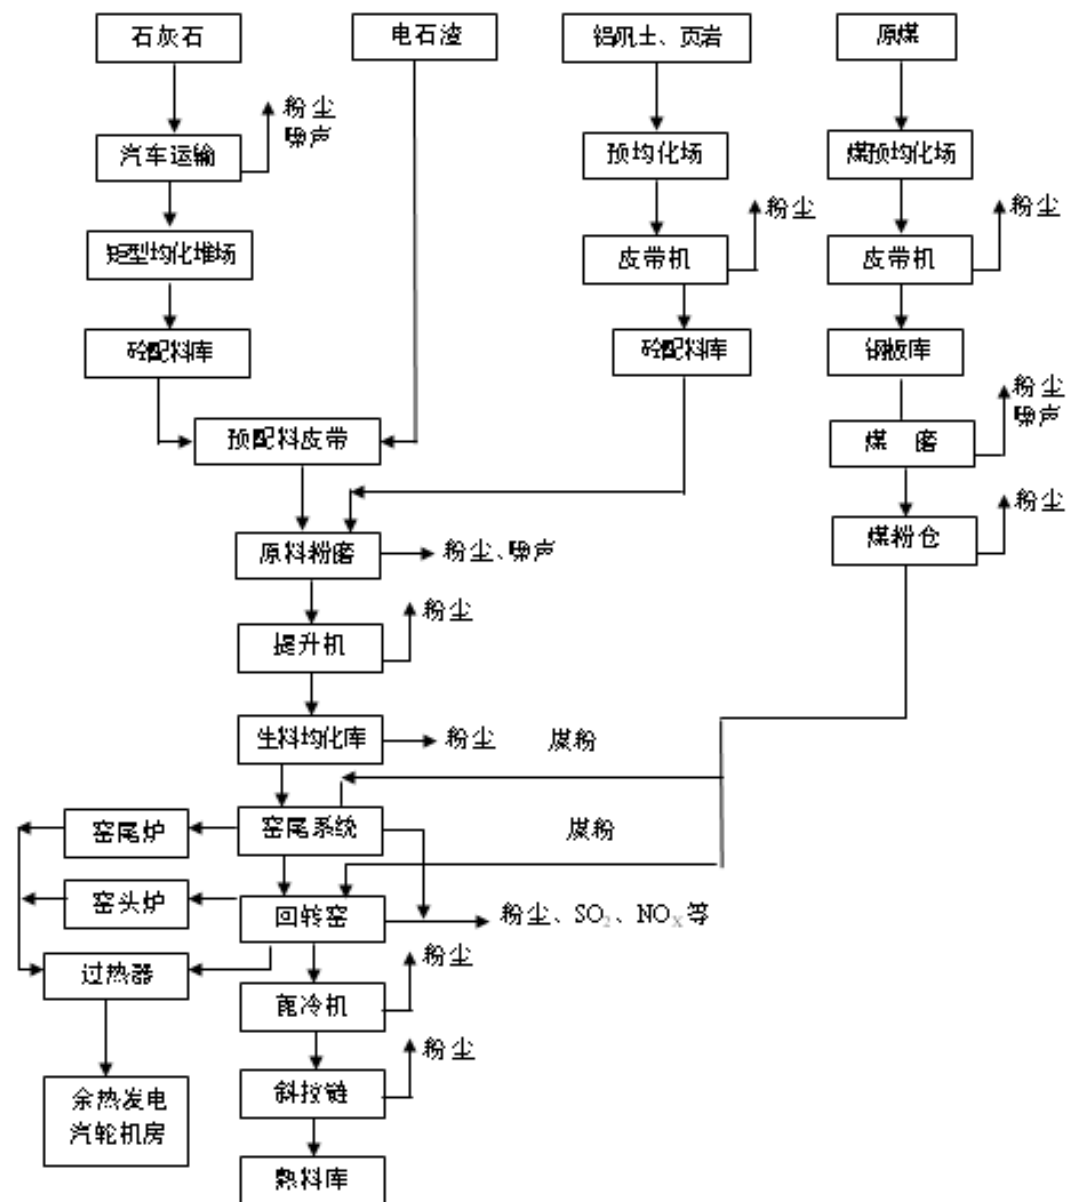 石灰石
电石渣
铝矾土、页岩
原煤
粉尘
噪声
汽车运输
预均化场
煤预均化场
粉尘
粉尘
矩型均化堆场
皮带机
皮带机
砼配料库
砼配料库
钢板库
粉尘
噪声
预配料皮带
煤 磨
粉尘
原料粉磨
粉尘、噪声
煤粉仓
粉尘
提升机
生料均化库
粉尘
煤粉
窑尾炉
窑尾系统
煤粉
窑头炉
回转窑
粉尘、SO₂、NOₓ等
过热器
粉尘
蓖冷机
粉尘
余热发电
汽轮机房
斜拉链
熟料库